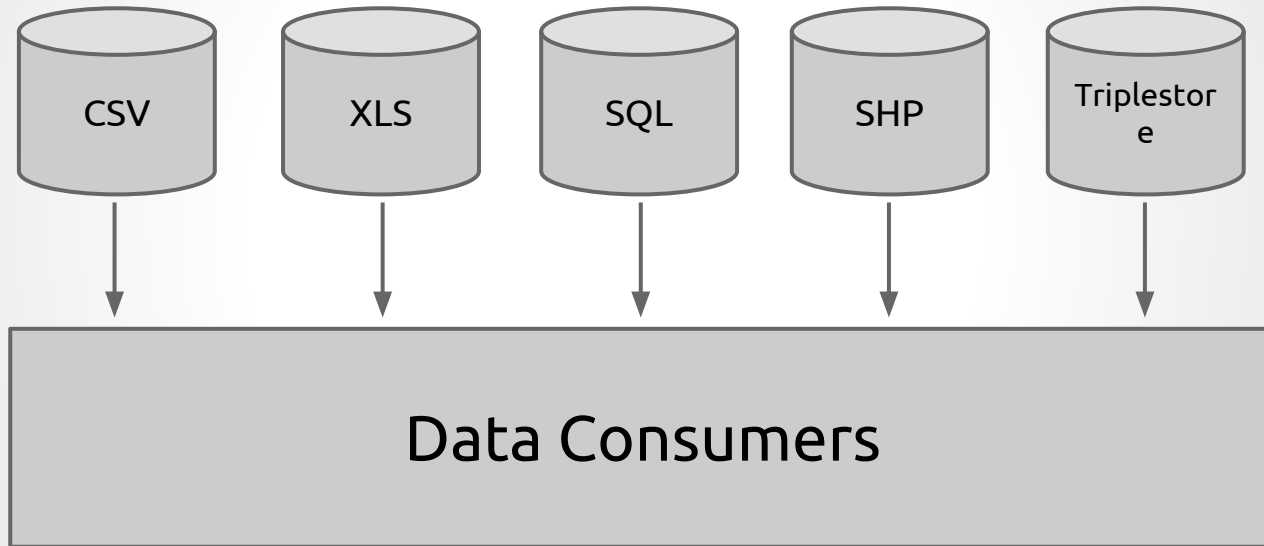 CSV
XLS
SQL
SHP
Triplestor
e
Data Consumers